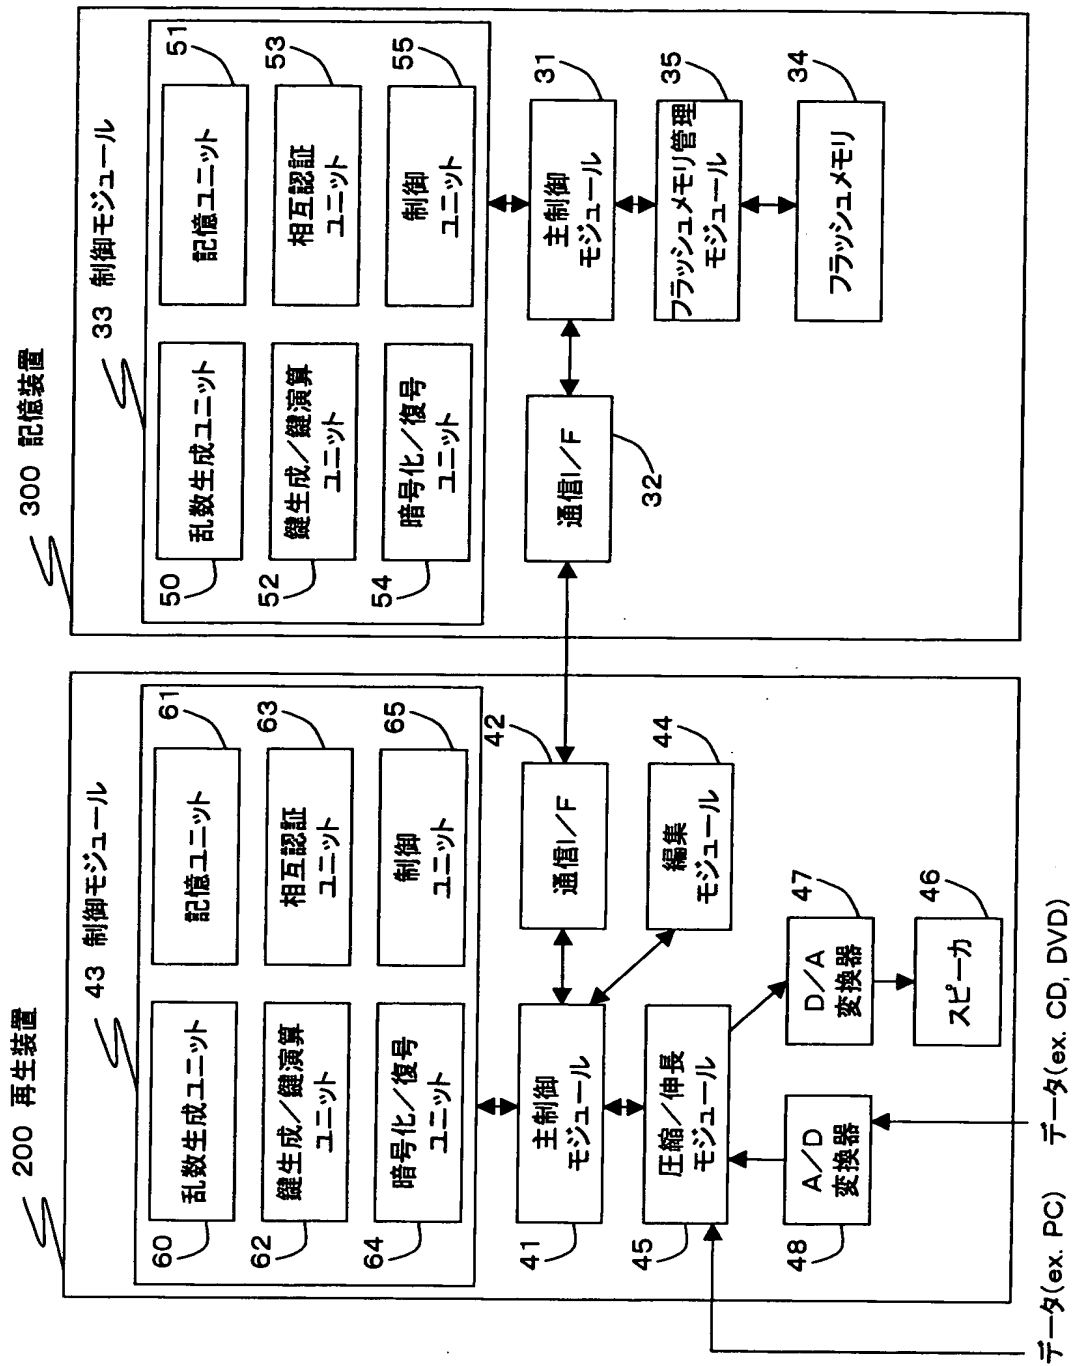 200 再生装置
43 制御モジュール
60
乱数生成ユニット
記憶ユニット
61
62
鍵生成／鍵演算
ユニット
相互認証
ユニット
63
64
暗号化／復号
ユニット
制御
ユニット
65
41
主制御
モジュール
通信I／F
42
45
圧縮／伸長
モジュール
編集
モジュール
44
48
A／D
変換器
D／A
変換器
47
スピーカ
46
データ(ex. PC)
データ(ex. CD, DVD)
300 記憶装置
33 制御モジュール
50
乱数生成ユニット
記憶ユニット
51
52
鍵生成／鍵演算
ユニット
相互認証
ユニット
53
54
暗号化／復号
ユニット
制御
ユニット
55
通信I／F
32
主制御
モジュール
31
フラッシュメモリ管理
モジュール
35
フラッシュメモリ
34